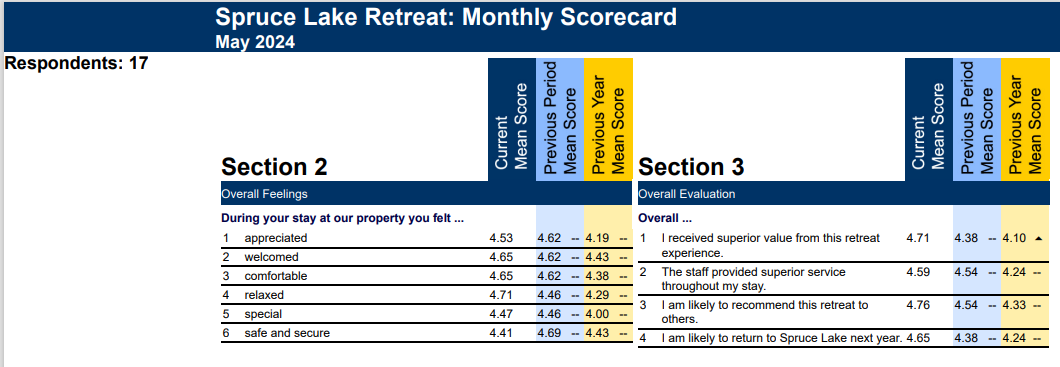 Spruce Lake Retreat: Monthly Scorecard
May 2024
Respondents: 17
Section 2
Current Mean Score
Previous Period Mean Score
Previous Year Mean Score
Overall Feelings
During your stay at our property you felt ...
1 appreciated 4.53 4.62 -- 4.19 --
2 welcomed 4.65 4.62 -- 4.43 --
3 comfortable 4.65 4.62 -- 4.38 --
4 relaxed 4.71 4.46 -- 4.29 --
5 special 4.47 4.46 -- 4.00 --
6 safe and secure 4.41 4.69 -- 4.43 --
Section 3
Current Mean Score
Previous Period Mean Score
Previous Year Mean Score
Overall Evaluation
Overall ...
1 I received superior value from this retreat 4.71 4.38 -- 4.10 ▲
experience.
2 The staff provided superior service 4.59 4.54 -- 4.24 --
throughout my stay.
3 I am likely to recommend this retreat to 4.76 4.54 -- 4.33 --
others.
4 I am likely to return to Spruce Lake next year. 4.65 4.38 -- 4.24 --